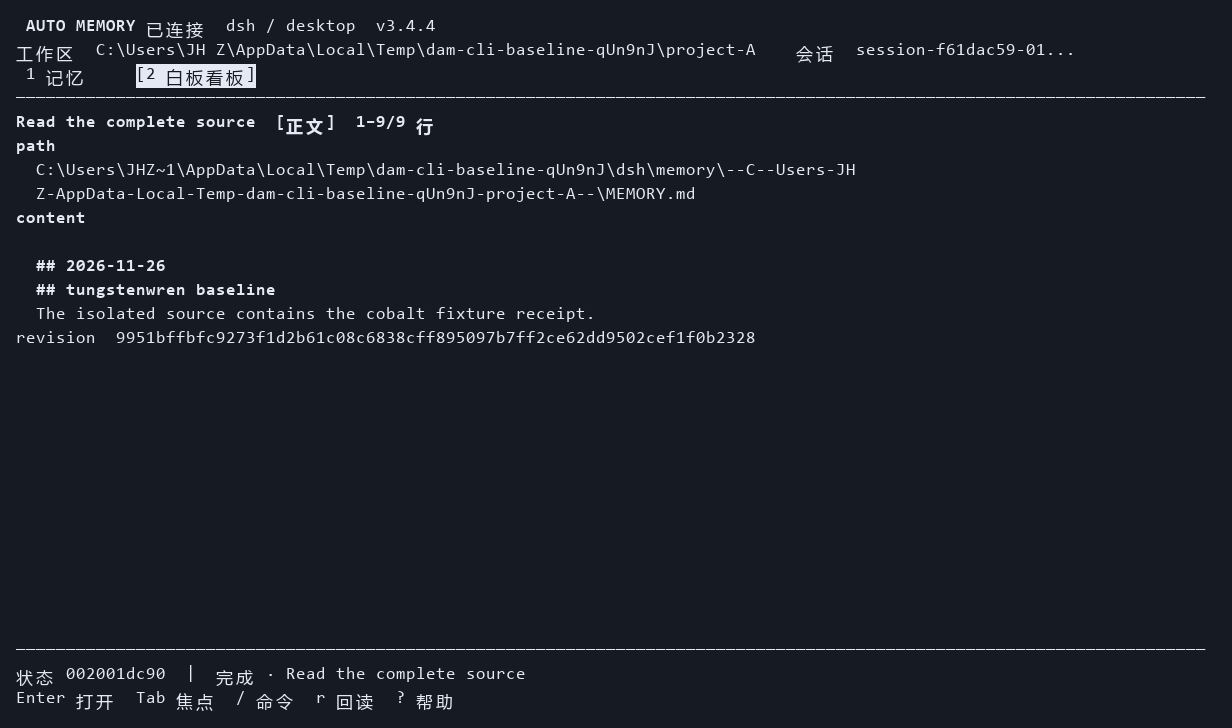 AUTO MEMORY 已连接 dsh / desktop v3.4.4
工作区 C:\Users\JH Z\AppData\Local\Temp\dam-cli-baseline-qUn9nJ\project-A 会话 session-f61dac59-01...
1 记忆 [2 白板看板]
Read the complete source [正文] 1-9/9 行
path
C:\Users\JHZ~1\AppData\Local\Temp\dam-cli-baseline-qUn9nJ\dsh\memory\--C--Users-JH
Z-AppData-Local-Temp-dam-cli-baseline-qUn9nJ-project-A--\MEMORY.md
content
## 2026-11-26
## tungstenwren baseline
The isolated source contains the cobalt fixture receipt.
revision 9951bffbfc9273f1d2b61c08c6838cff895097b7ff2ce62dd9502cef1f0b2328
状态 002001dc90 | 完成 · Read the complete source
Enter 打开 Tab 焦点 / 命令 r 回读 ? 帮助